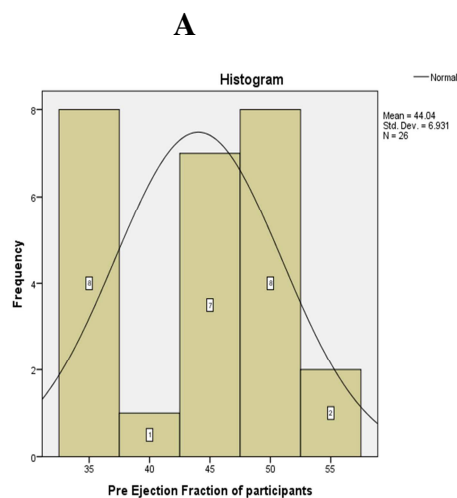 A
Histogram
Normal
Mean = 44.04
Std. Dev. = 6.931
N = 26
Frequency
8
6
4
2
0
8
1
7
8
2
35 40 45 50 55
Pre Ejection Fraction of participants